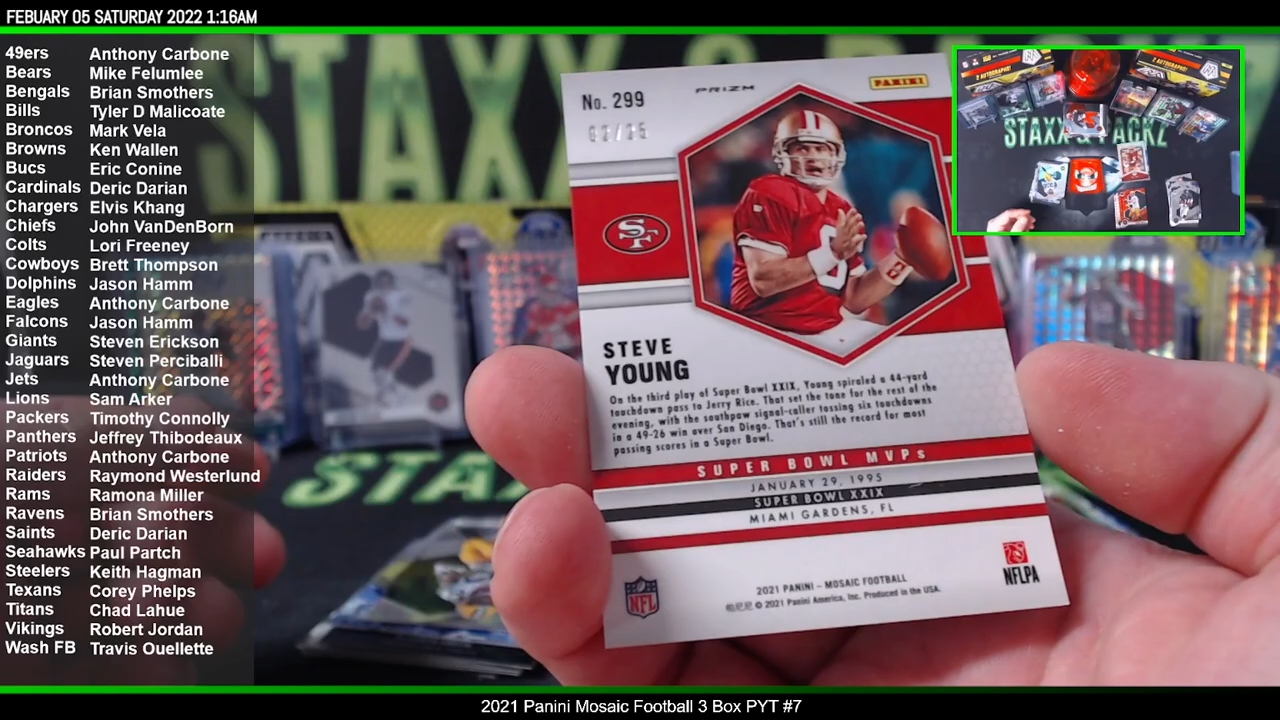 FEBUARY 05 SATURDAY 2022 1:16AM
49ers Anthony Carbone
Bears Mike Felumlee
Bengals Brian Smothers
Bills Tyler D Malicoate
Broncos Mark Vela
Browns Ken Wallen
Bucs Eric Conine
Cardinals Deric Darian
Chargers Elvis Khang
Chiefs John VanDenBorn
Colts Lori Freeney
Cowboys Brett Thompson
Dolphins Jason Hamm
Eagles Anthony Carbone
Falcons Jason Hamm
Giants Steven Erickson
Jaguars Steven Perciballi
Jets Anthony Carbone
Lions Sam Arker
Packers Timothy Connolly
Panthers Jeffrey Thibodeaux
Patriots Anthony Carbone
Raiders Raymond Westerlund
Rams Ramona Miller
Ravens Brian Smothers
Saints Deric Darian
Seahawks Paul Partch
Steelers Keith Hagman
Texans Corey Phelps
Titans Chad Lahue
Vikings Robert Jordan
Wash FB Travis Ouellette
STAXX & PACKZ
No. 299
PRIZM
PANINI
SF
8
STEVE
YOUNG
On the third play of Super Bowl XXIX, Young spiraled a 44-yard
touchdown pass to Jerry Rice. That set the tone for the rest of the
evening, with the southpaw signal-caller tossing six touchdowns
in a 49-26 win over San Diego. That's still the record for most
passing scores in a Super Bowl.
SUPER BOWL MVPs
JANUARY 29, 1995
SUPER BOWL XXIX
MIAMI GARDENS, FL
NFL
NFLPA
2021 PANINI – MOSAIC FOOTBALL
© 2021 Panini America, Inc. Produced in the USA.
2021 Panini Mosaic Football 3 Box PYT #7